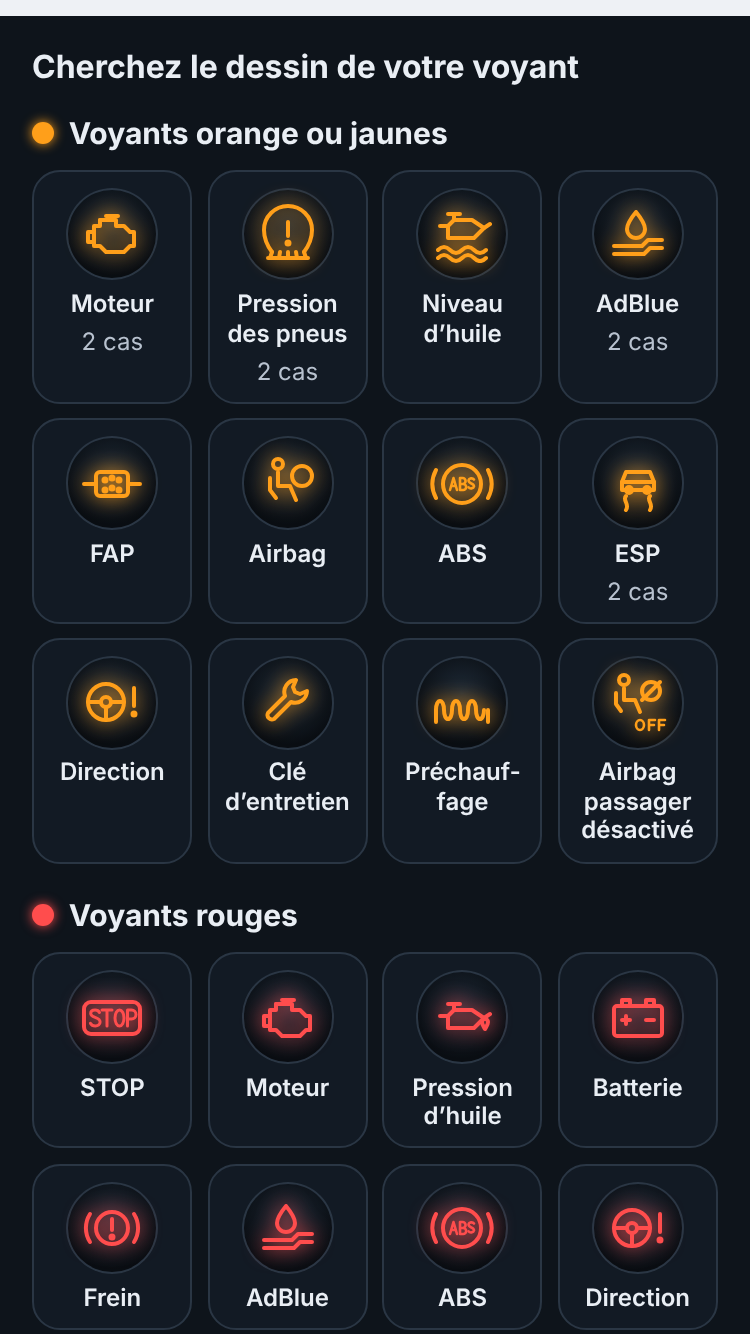 Cherchez le dessin de votre voyant
Voyants orange ou jaunes
Moteur
2 cas
Pression
des pneus
2 cas
Niveau
d’huile
AdBlue
2 cas
FAP
Airbag
ABS
ABS
ESP
2 cas
Direction
Clé
d’entretien
Préchauf-
fage
OFF
Airbag
passager
désactivé
Voyants rouges
STOP
STOP
Moteur
Pression
d’huile
Batterie
Frein
AdBlue
ABS
ABS
Direction